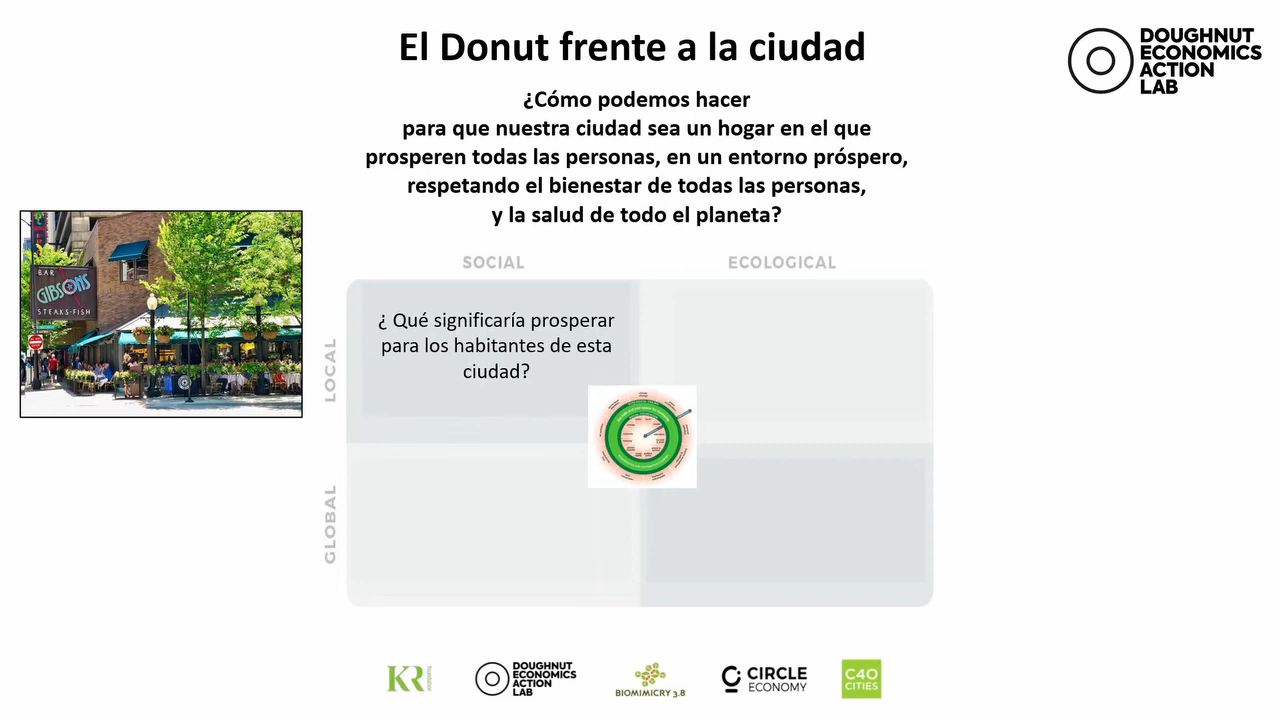 El Donut frente a la ciudad
DOUGHNUT
ECONOMICS
ACTION
LAB
¿Cómo podemos hacer
para que nuestra ciudad sea un hogar en el que
prosperen todas las personas, en un entorno próspero,
respetando el bienestar de todas las personas,
y la salud de todo el planeta?
BAR
GIBSONS
STEAKS·FISH
SOCIAL
ECOLOGICAL
LOCAL
¿ Qué significaría prosperar
para los habitantes de esta
ciudad?
GLOBAL
KR
DOUGHNUT
ECONOMICS
ACTION
LAB
BIOMIMICRY 3.8
CIRCLE
ECONOMY
C40
CITIES